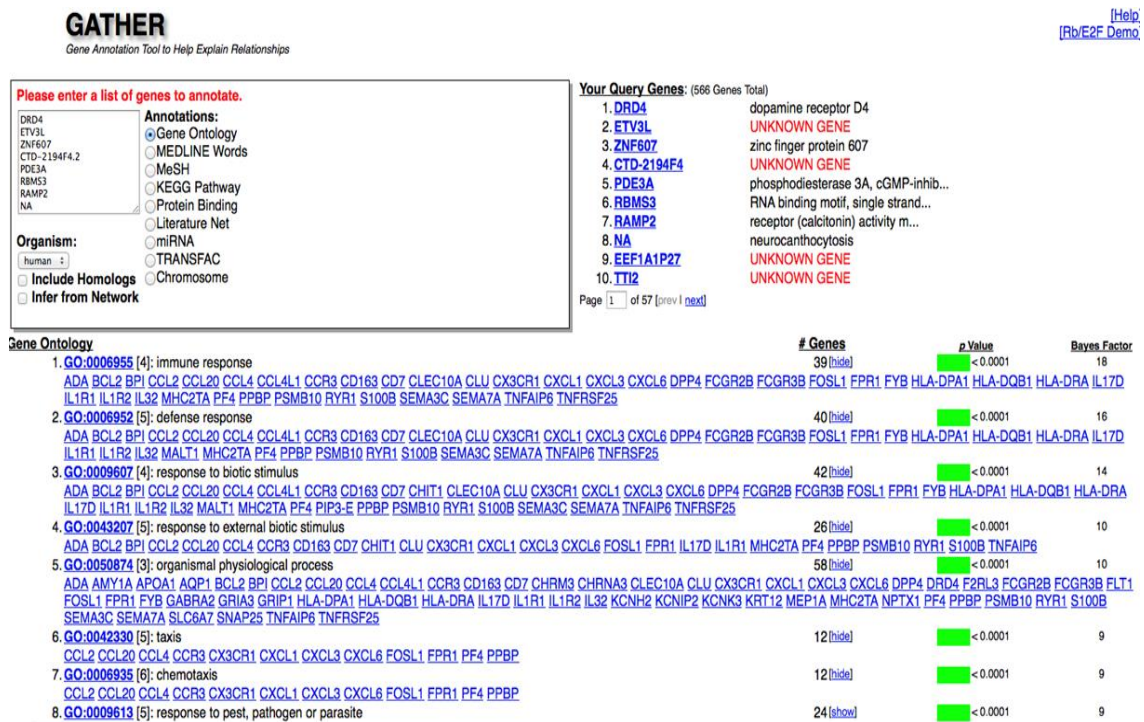 GATHER
Gene Annotation Tool to Help Explain Relationships
[Help]
[Rb/E2F Demo]
Please enter a list of genes to annotate.
DRD4
ETV3L
ZNF607
CTD-2194F4.2
PDE3A
RBMS3
RAMP2
NA
Annotations:
Gene Ontology
MEDLINE Words
MeSH
KEGG Pathway
Protein Binding
Literature Net
miRNA
TRANSFAC
Chromosome
Organism:
human
Include Homologs
Infer from Network
Your Query Genes: (566 Genes Total)
1. DRD4 dopamine receptor D4
2. ETV3L UNKNOWN GENE
3. ZNF607 zinc finger protein 607
4. CTD-2194F4 UNKNOWN GENE
5. PDE3A phosphodiesterase 3A, cGMP-inhib...
6. RBMS3 RNA binding motif, single strand...
7. RAMP2 receptor (calcitonin) activity m...
8. NA neurocanthocytosis
9. EEF1A1P27 UNKNOWN GENE
10. TTI2 UNKNOWN GENE
Page 1 of 57 [prev | next]
Gene Ontology # Genes p Value Bayes Factor
1. GO:0006955 [4]: immune response 39 [hide] < 0.0001 18
ADA BCL2 BPI CCL2 CCL20 CCL4 CCL4L1 CCR3 CD163 CD7 CLEC10A CLU CX3CR1 CXCL1 CXCL3 CXCL6 DPP4 FCGR2B FCGR3B FOSL1 FPR1 FYB HLA-DPA1 HLA-DQB1 HLA-DRA IL17D
IL1R1 IL1R2 IL32 MHC2TA PF4 PPBP PSMB10 RYR1 S100B SEMA3C SEMA7A TNFAIP6 TNFRSF25
2. GO:0006952 [5]: defense response 40 [hide] < 0.0001 16
ADA BCL2 BPI CCL2 CCL20 CCL4 CCL4L1 CCR3 CD163 CD7 CLEC10A CLU CX3CR1 CXCL1 CXCL3 CXCL6 DPP4 FCGR2B FCGR3B FOSL1 FPR1 FYB HLA-DPA1 HLA-DQB1 HLA-DRA IL17D
IL1R1 IL1R2 IL32 MALT1 MHC2TA PF4 PPBP PSMB10 RYR1 S100B SEMA3C SEMA7A TNFAIP6 TNFRSF25
3. GO:0009607 [4]: response to biotic stimulus 42 [hide] < 0.0001 14
ADA BCL2 BPI CCL2 CCL20 CCL4 CCL4L1 CCR3 CD163 CD7 CHIT1 CLEC10A CLU CX3CR1 CXCL1 CXCL3 CXCL6 DPP4 FCGR2B FCGR3B FOSL1 FPR1 FYB HLA-DPA1 HLA-DQB1 HLA-DRA
IL17D IL1R1 IL1R2 IL32 MALT1 MHC2TA PF4 PIP3-E PPBP PSMB10 RYR1 S100B SEMA3C SEMA7A TNFAIP6 TNFRSF25
4. GO:0043207 [5]: response to external biotic stimulus 26 [hide] < 0.0001 10
ADA BCL2 BPI CCL2 CCL20 CCL4 CCR3 CD163 CD7 CHIT1 CLU CX3CR1 CXCL1 CXCL3 CXCL6 FOSL1 FPR1 IL17D IL1R1 MHC2TA PF4 PPBP PSMB10 RYR1 S100B TNFAIP6
5. GO:0050874 [3]: organismal physiological process 58 [hide] < 0.0001 10
ADA AMY1A APOA1 AQP1 BCL2 BPI CCL2 CCL20 CCL4 CCL4L1 CCR3 CD163 CD7 CHRM3 CHRNA3 CLEC10A CLU CX3CR1 CXCL1 CXCL3 CXCL6 DPP4 DRD4 F2RL3 FCGR2B FCGR3B FLT1
FOSL1 FPR1 FYB GABRA2 GRIA3 GRIP1 HLA-DPA1 HLA-DQB1 HLA-DRA IL17D IL1R1 IL1R2 IL32 KCNH2 KCNIP2 KCNK3 KRT12 MEP1A MHC2TA NPTX1 PF4 PPBP PSMB10 RYR1 S100B
SEMA3C SEMA7A SLC6A7 SNAP25 TNFAIP6 TNFRSF25
6. GO:0042330 [5]: taxis 12 [hide] < 0.0001 9
CCL2 CCL20 CCL4 CCR3 CX3CR1 CXCL1 CXCL3 CXCL6 FOSL1 FPR1 PF4 PPBP
7. GO:0006935 [6]: chemotaxis 12 [hide] < 0.0001 9
CCL2 CCL20 CCL4 CCR3 CX3CR1 CXCL1 CXCL3 CXCL6 FOSL1 FPR1 PF4 PPBP
8. GO:0009613 [5]: response to pest, pathogen or parasite 24 [show] < 0.0001 9